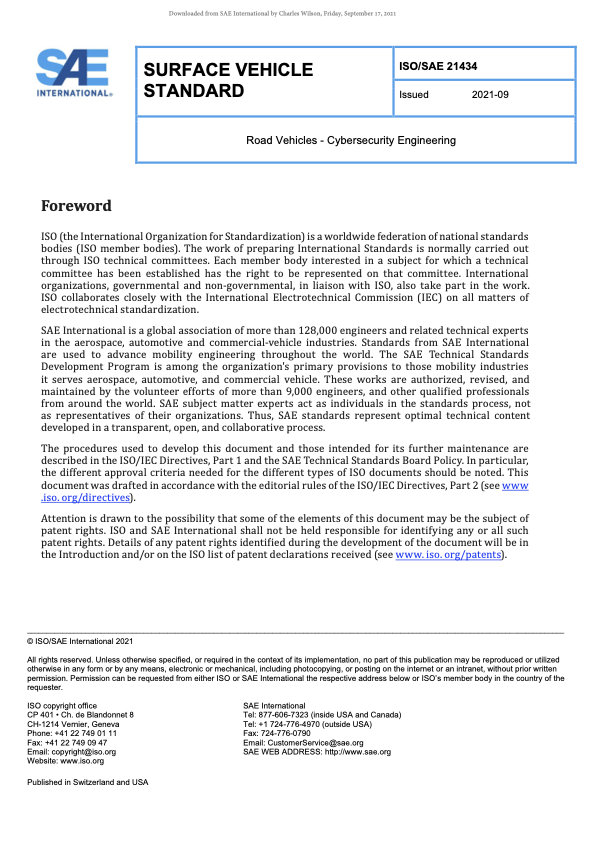 Downloaded from SAE International by Charles Wilson, Friday, September 17, 2021
SAE
INTERNATIONAL®
SURFACE VEHICLE
STANDARD
ISO/SAE 21434
Issued 2021-09
Road Vehicles - Cybersecurity Engineering
Foreword
ISO (the International Organization for Standardization) is a worldwide federation of national standards
bodies (ISO member bodies). The work of preparing International Standards is normally carried out
through ISO technical committees. Each member body interested in a subject for which a technical
committee has been established has the right to be represented on that committee. International
organizations, governmental and non-governmental, in liaison with ISO, also take part in the work.
ISO collaborates closely with the International Electrotechnical Commission (IEC) on all matters of
electrotechnical standardization.
SAE International is a global association of more than 128,000 engineers and related technical experts
in the aerospace, automotive and commercial-vehicle industries. Standards from SAE International
are used to advance mobility engineering throughout the world. The SAE Technical Standards
Development Program is among the organization's primary provisions to those mobility industries
it serves aerospace, automotive, and commercial vehicle. These works are authorized, revised, and
maintained by the volunteer efforts of more than 9,000 engineers, and other qualified professionals
from around the world. SAE subject matter experts act as individuals in the standards process, not
as representatives of their organizations. Thus, SAE standards represent optimal technical content
developed in a transparent, open, and collaborative process.
The procedures used to develop this document and those intended for its further maintenance are
described in the ISO/IEC Directives, Part 1 and the SAE Technical Standards Board Policy. In particular,
the different approval criteria needed for the different types of ISO documents should be noted. This
document was drafted in accordance with the editorial rules of the ISO/IEC Directives, Part 2 (see www
.iso. org/directives).
Attention is drawn to the possibility that some of the elements of this document may be the subject of
patent rights. ISO and SAE International shall not be held responsible for identifying any or all such
patent rights. Details of any patent rights identified during the development of the document will be in
the Introduction and/or on the ISO list of patent declarations received (see www. iso. org/patents).
© ISO/SAE International 2021
All rights reserved. Unless otherwise specified, or required in the context of its implementation, no part of this publication may be reproduced or utilized
otherwise in any form or by any means, electronic or mechanical, including photocopying, or posting on the internet or an intranet, without prior written
permission. Permission can be requested from either ISO or SAE International the respective address below or ISO's member body in the country of the
requester.
ISO copyright office
CP 401 • Ch. de Blandonnet 8
CH-1214 Vernier, Geneva
Phone: +41 22 749 01 11
Fax: +41 22 749 09 47
Email: copyright@iso.org
Website: www.iso.org
SAE International
Tel: 877-606-7323 (inside USA and Canada)
Tel: +1 724-776-4970 (outside USA)
Fax: 724-776-0790
Email: CustomerService@sae.org
SAE WEB ADDRESS: http://www.sae.org
Published in Switzerland and USA